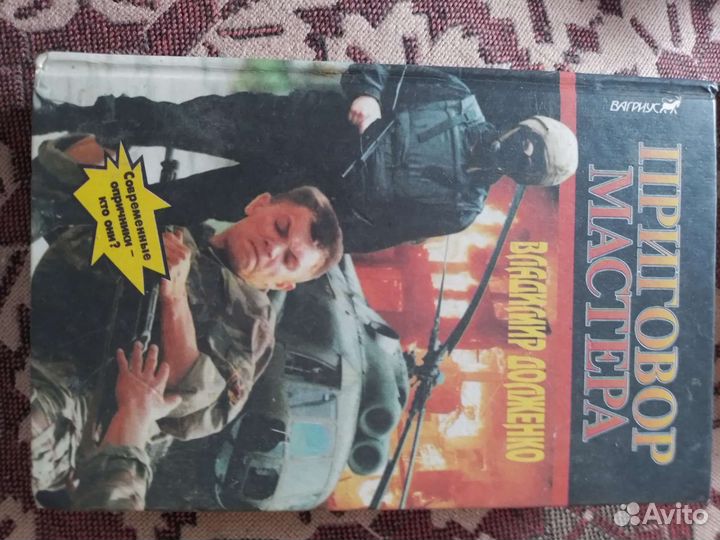 ВАГРИУС
ПРИГОВОР
МАСТЕРА
ВЛАДИМИР ДОЛЖЕНКО
Современные
опричники –
кто они?
Avito